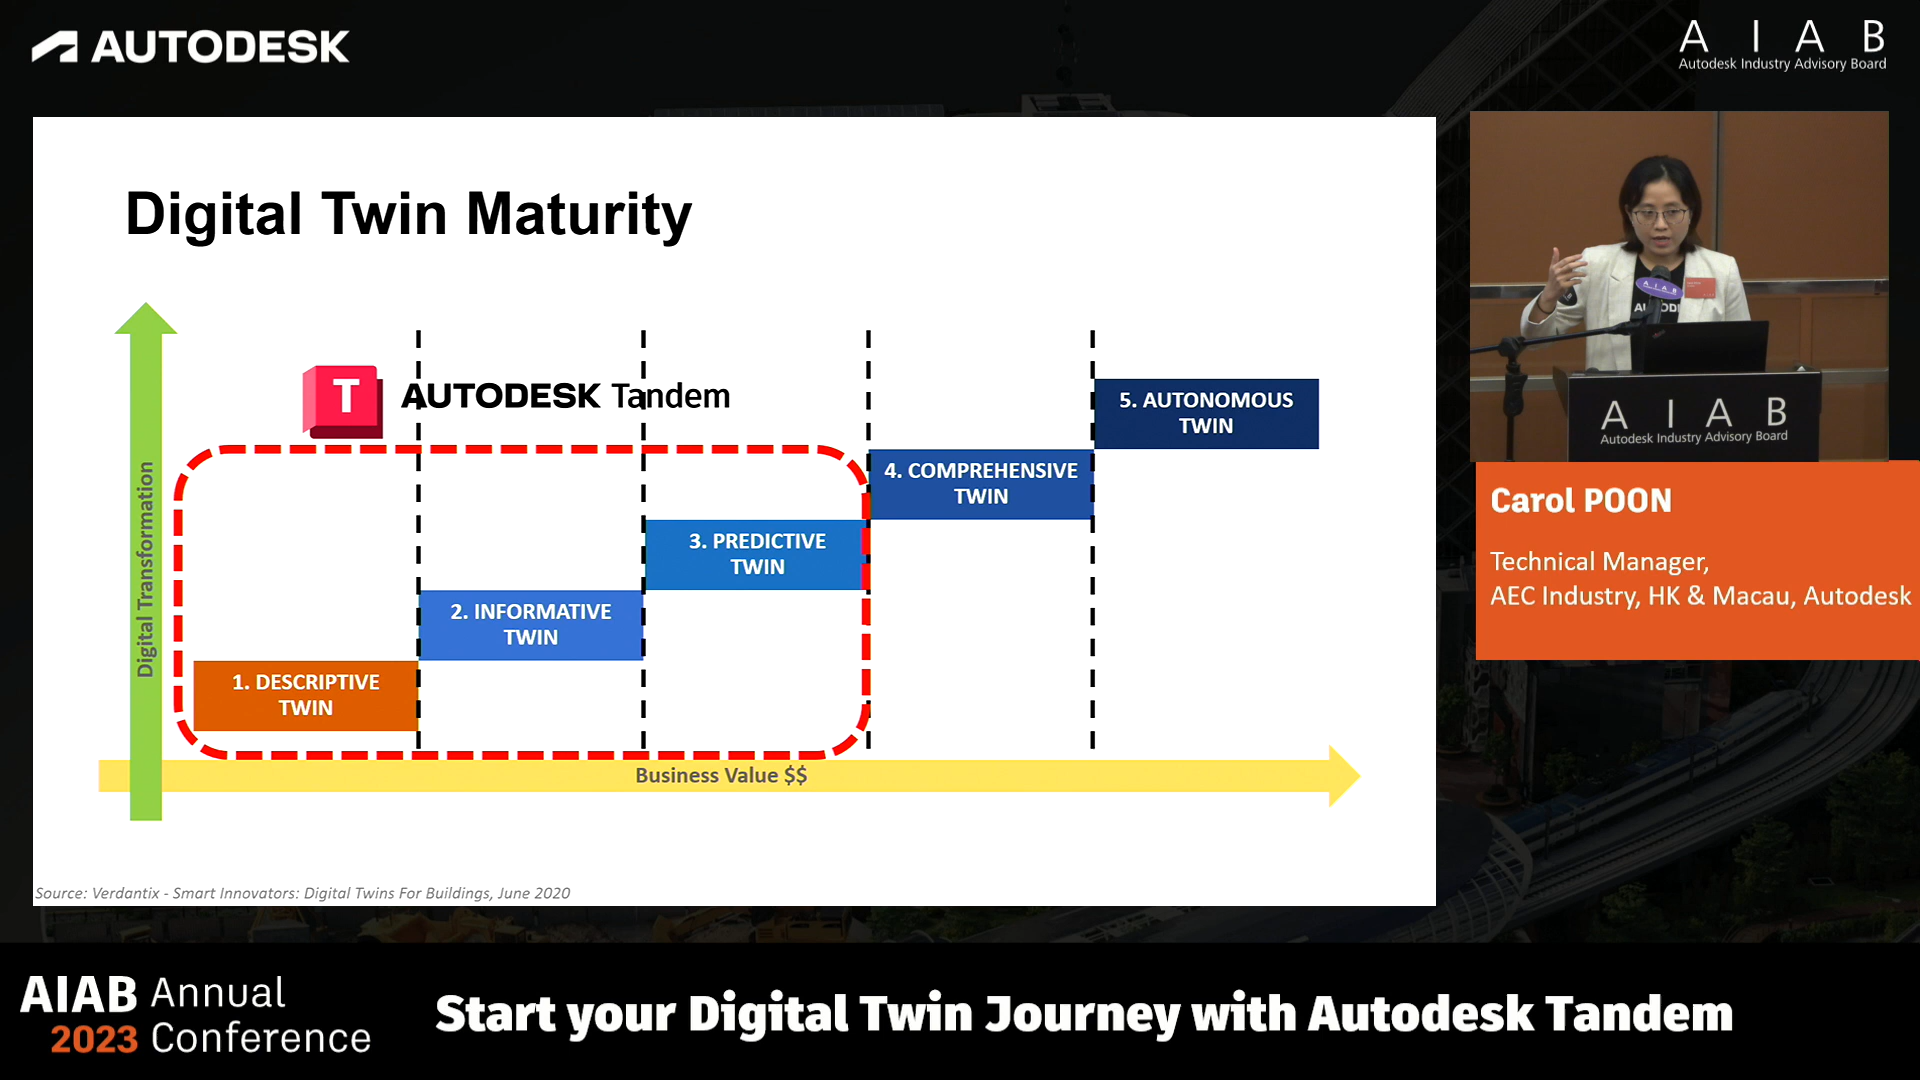 AUTODESK
A I A B
Autodesk Industry Advisory Board
Digital Twin Maturity
T
AUTODESK Tandem
Digital Transformation
5. AUTONOMOUS
TWIN
4. COMPREHENSIVE
TWIN
3. PREDICTIVE
TWIN
2. INFORMATIVE
TWIN
1. DESCRIPTIVE
TWIN
Business Value $$
Source: Verdantix - Smart Innovators: Digital Twins For Buildings, June 2020
A I A B
A I A B
Autodesk Industry Advisory Board
Carol POON
Technical Manager,
AEC Industry, HK & Macau, Autodesk
AIAB Annual
2023 Conference
Start your Digital Twin Journey with Autodesk Tandem